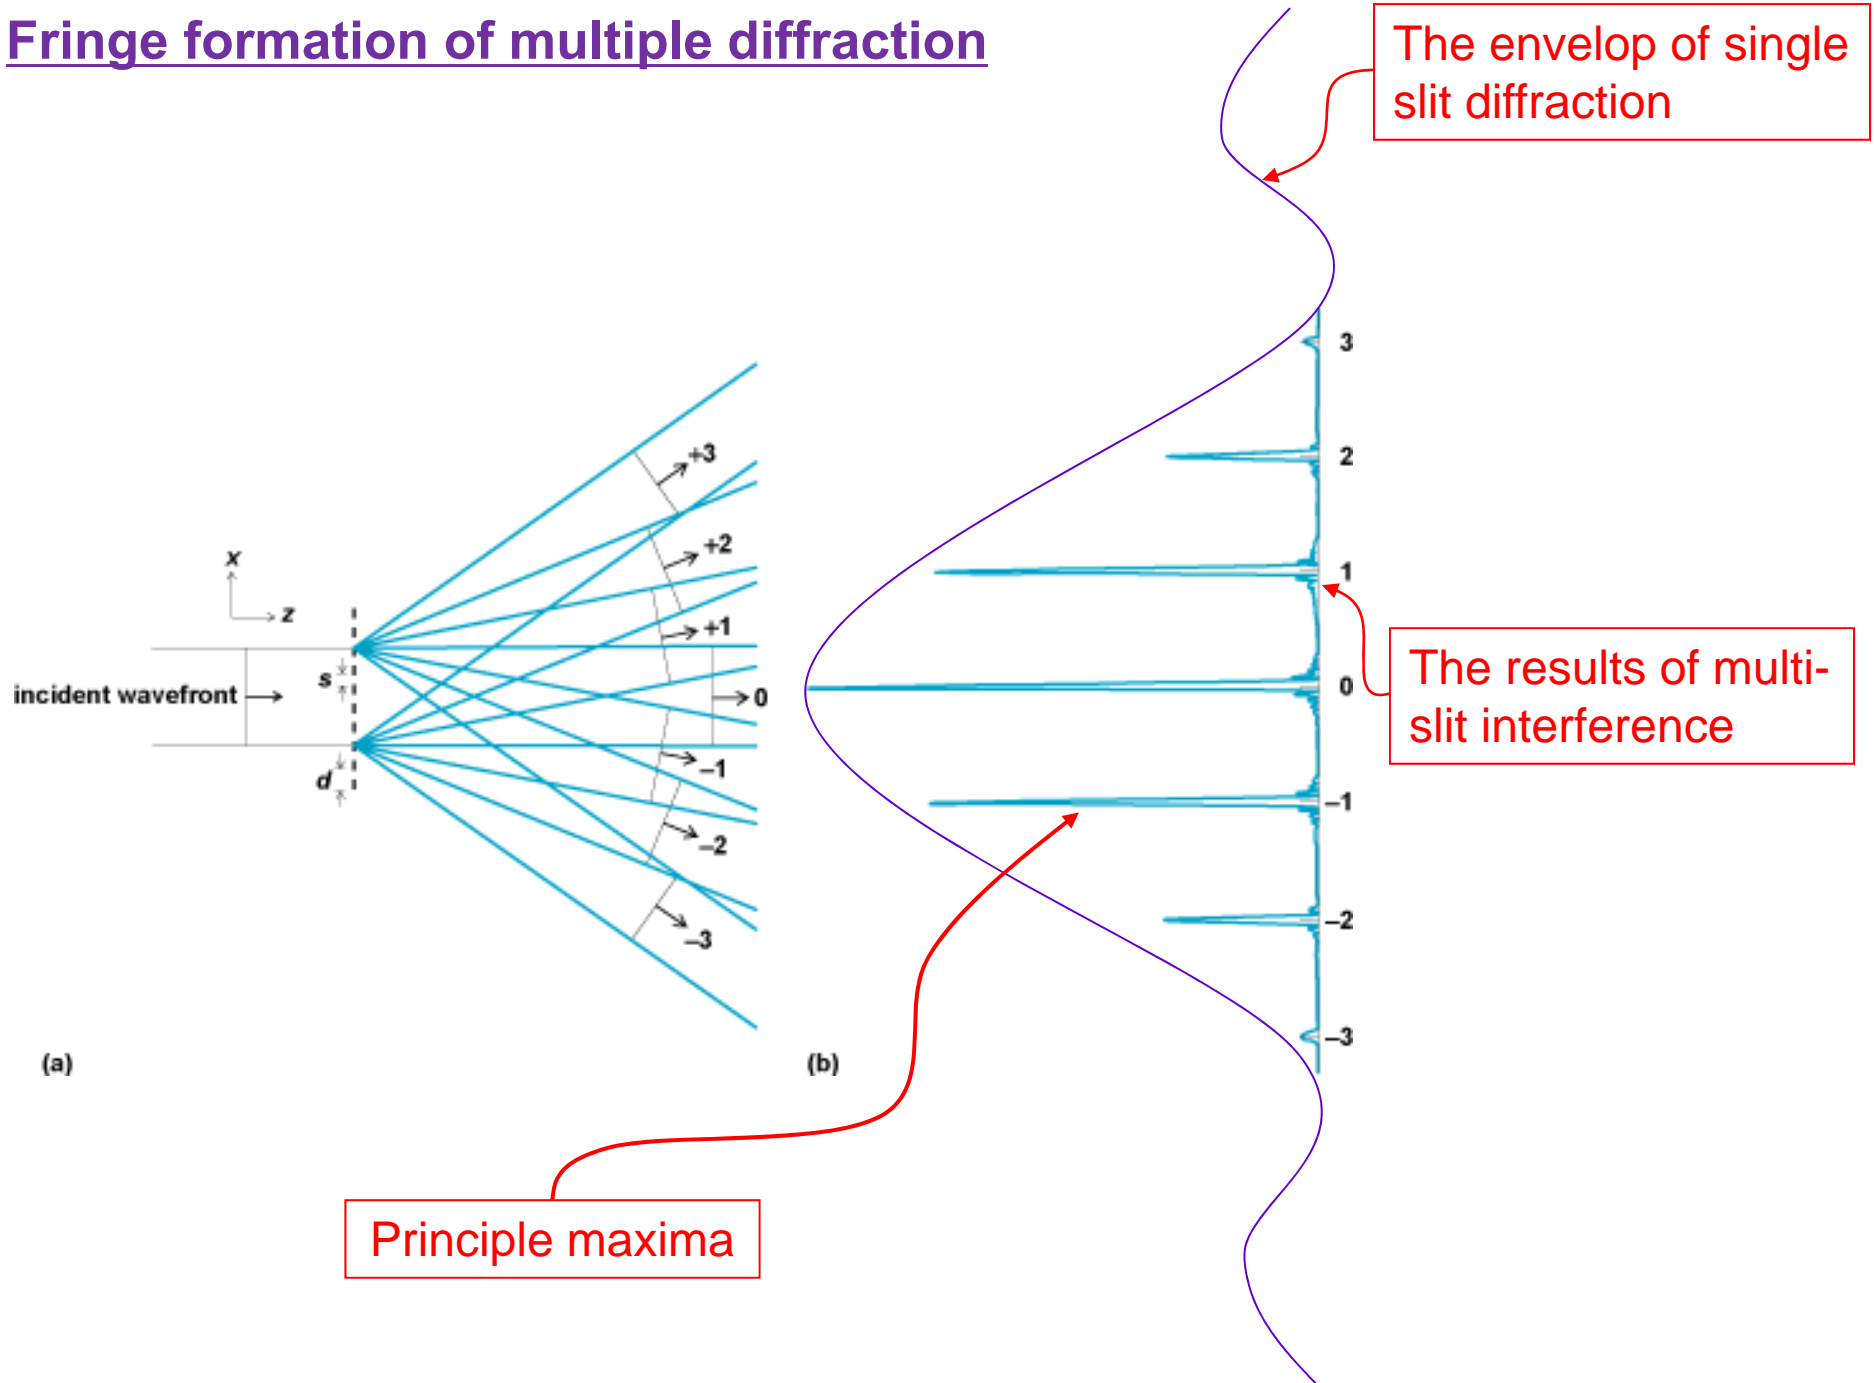 Fringe formation of multiple diffraction
The envelop of single
slit diffraction
x
z
s
d
incident wavefront
+3
+2
+1
0
–1
–2
–3
(a)
3
2
1
0
–1
–2
–3
(b)
The results of multi-
slit interference
Principle maxima